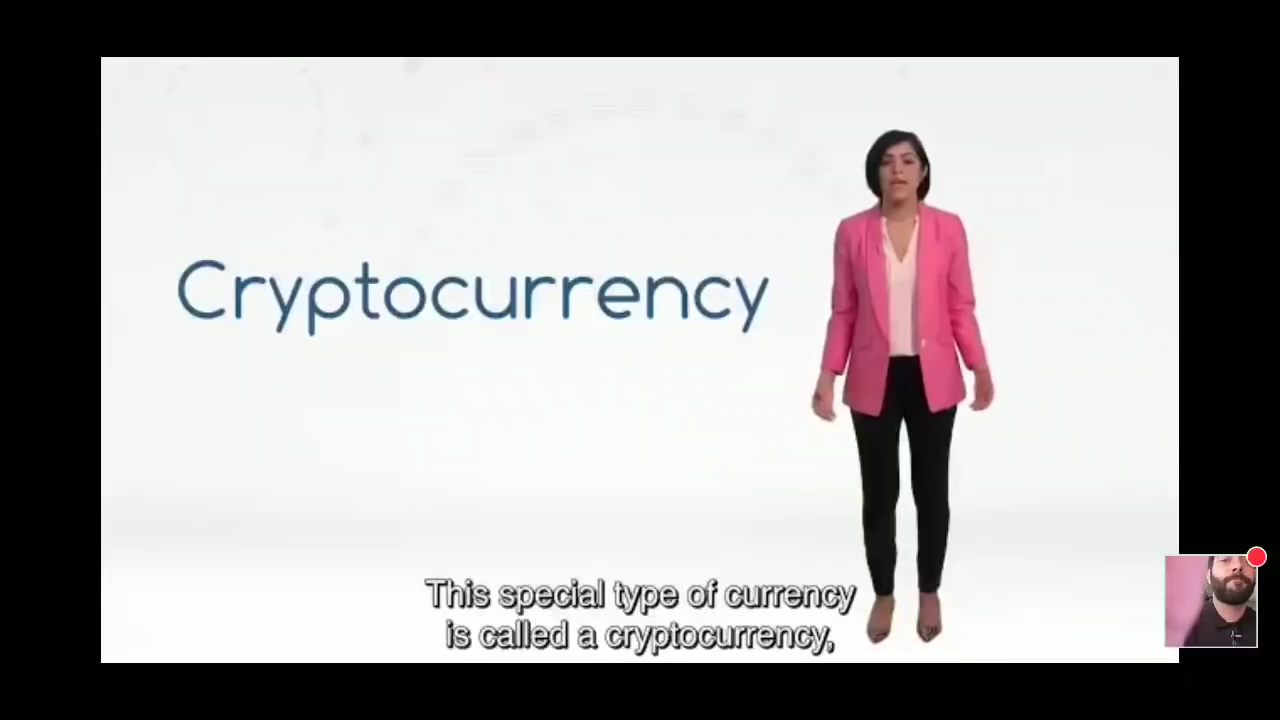 Cryptocurrency
This special type of currency
is called a cryptocurrency,